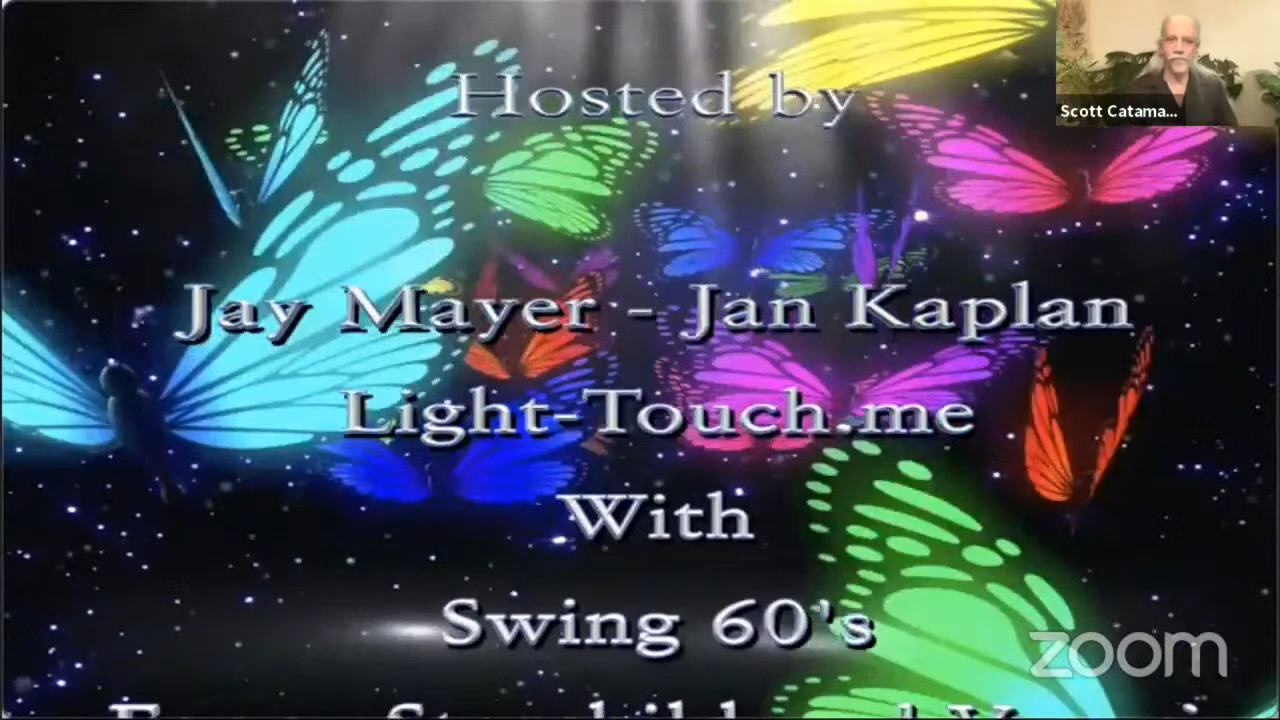 Hosted by
Scott Catama...
Jay Mayer - Jan Kaplan
Light-Touch.me
With
Swing 60's
zoom